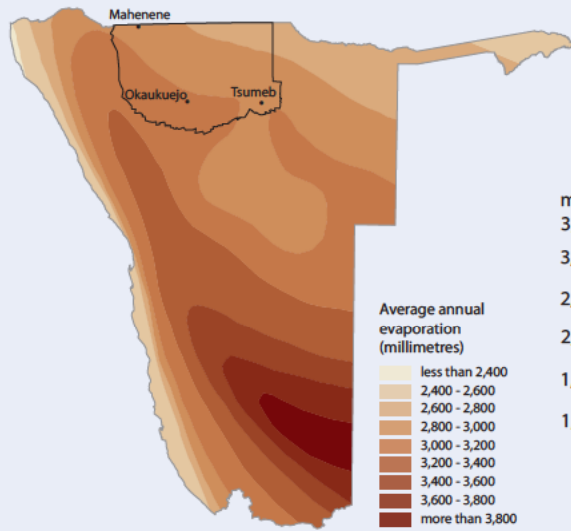 Mahenene
Okaukuejo
Tsumeb
Average annual
evaporation
(millimetres)
less than 2,400
2,400 - 2,600
2,600 - 2,800
2,800 - 3,000
3,000 - 3,200
3,200 - 3,400
3,400 - 3,600
3,600 - 3,800
more than 3,800